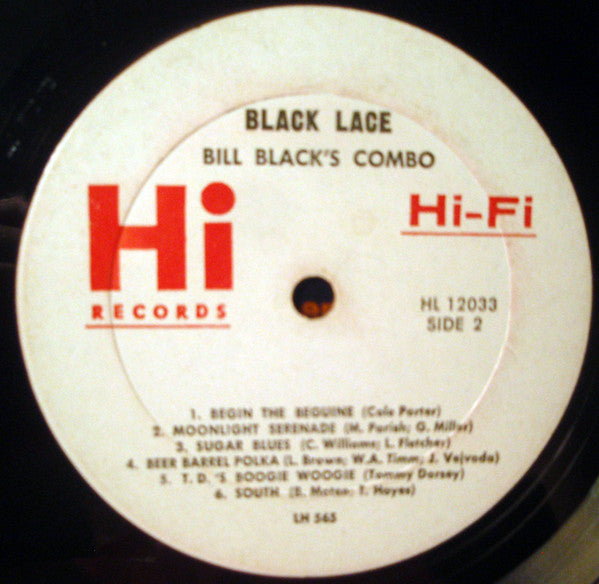 BLACK LACE
BILL BLACK'S COMBO
Hi
RECORDS
Hi-Fi
HL 12033
SIDE 2
1. BEGIN THE BEGUINE (Cole Porter)
2. MOONLIGHT SERENADE (M. Parish; G. Miller)
3. SUGAR BLUES (C. Williams; L. Fletcher)
4. BEER BARREL POLKA (L. Brown; W.A. Timm; J. Vejvoda)
5. T.D.'S BOOGIE WOOGIE (Tommy Dorsey)
6. SOUTH (B. Moten; T. Hayes)
LH 565